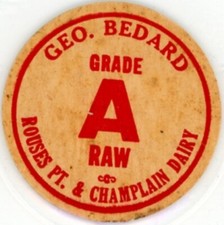 GEO. BEDARD
GRADE
A
RAW
ROUSES PT. & CHAMPLAIN DAIRY